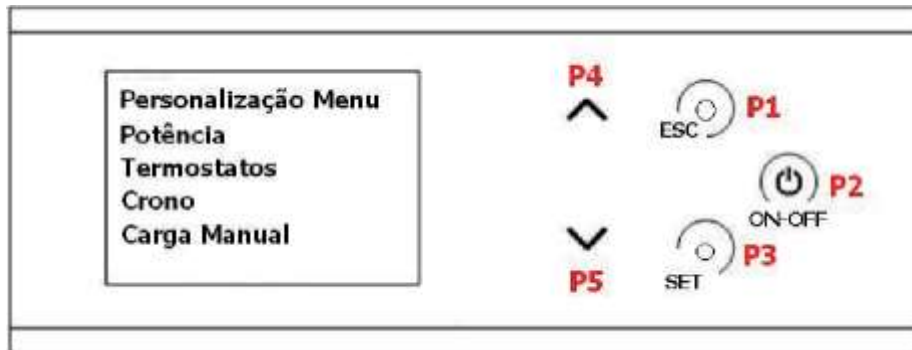 Personalização Menu
Potência
Termostatos
Crono
Carga Manual
P4
ESC
P1
P2
ON-OFF
P5
SET
P3